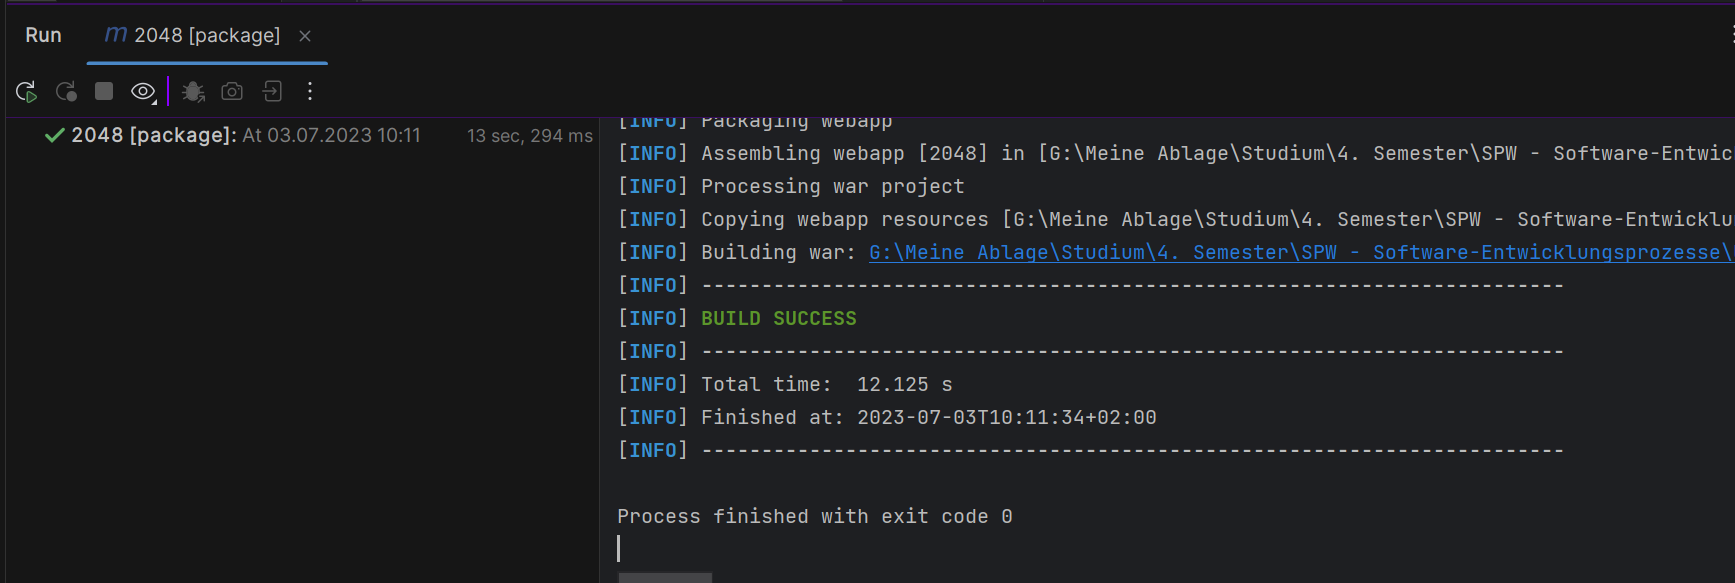 Run m 2048 [package] ×
2048 [package]: At 03.07.2023 10:11 13 sec, 294 ms
[INFO] Packaging webapp
[INFO] Assembling webapp [2048] in [G:\Meine Ablage\Studium\4. Semester\SPW - Software-Entwic
[INFO] Processing war project
[INFO] Copying webapp resources [G:\Meine Ablage\Studium\4. Semester\SPW - Software-Entwicklu
[INFO] Building war: G:\Meine Ablage\Studium\4. Semester\SPW - Software-Entwicklungsprozesse\
[INFO] ------------------------------------------------------------------------
[INFO] BUILD SUCCESS
[INFO] ------------------------------------------------------------------------
[INFO] Total time:  12.125 s
[INFO] Finished at: 2023-07-03T10:11:34+02:00
[INFO] ------------------------------------------------------------------------
Process finished with exit code 0